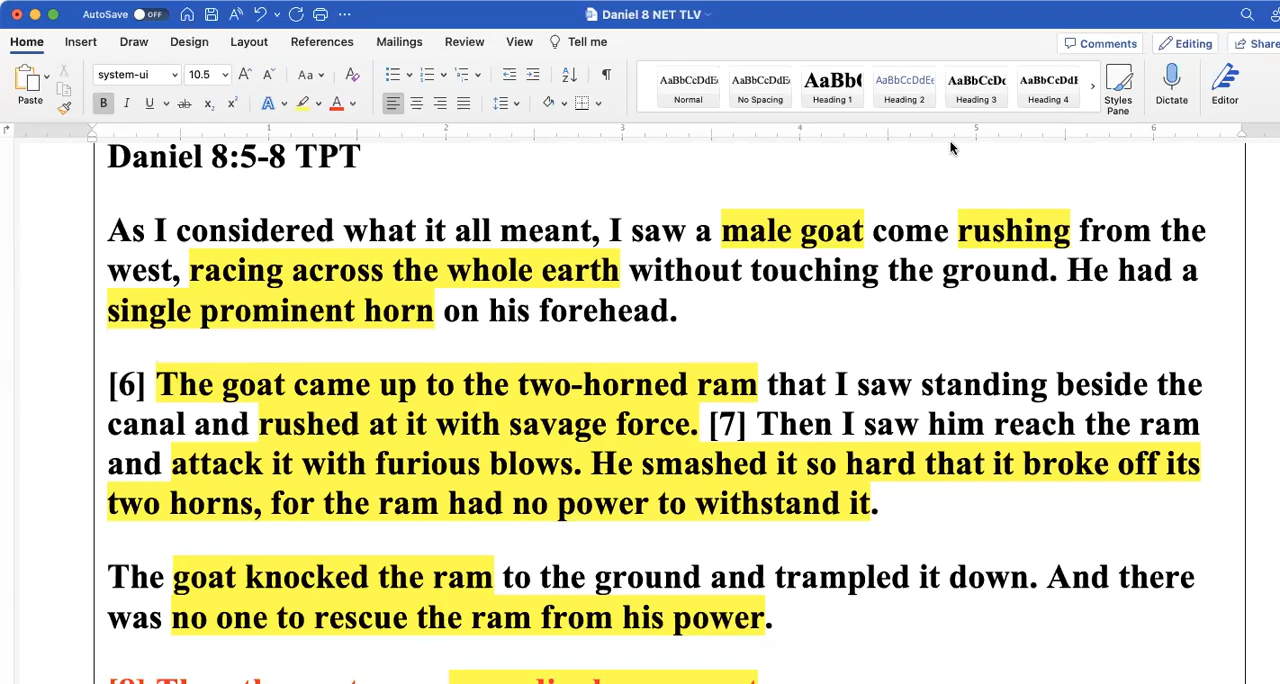 AutoSave OFF
Daniel 8 NET TLV
Home Insert Draw Design Layout References Mailings Review View Tell me
Comments Editing Share
Paste
system-ui 10.5
AaBbCcDdEe AaBbCcDdEe AaBb( AaBbCcDdEe AaBbCcDc AaBbCcDdE
Normal No Spacing Heading 1 Heading 2 Heading 3 Heading 4
Styles Pane
Dictate
Editor
1 2 3 4 5 6
Daniel 8:5-8 TPT
As I considered what it all meant, I saw a male goat come rushing from the
west, racing across the whole earth without touching the ground. He had a
single prominent horn on his forehead.
[6] The goat came up to the two-horned ram that I saw standing beside the
canal and rushed at it with savage force. [7] Then I saw him reach the ram
and attack it with furious blows. He smashed it so hard that it broke off its
two horns, for the ram had no power to withstand it.
The goat knocked the ram to the ground and trampled it down. And there
was no one to rescue the ram from his power.